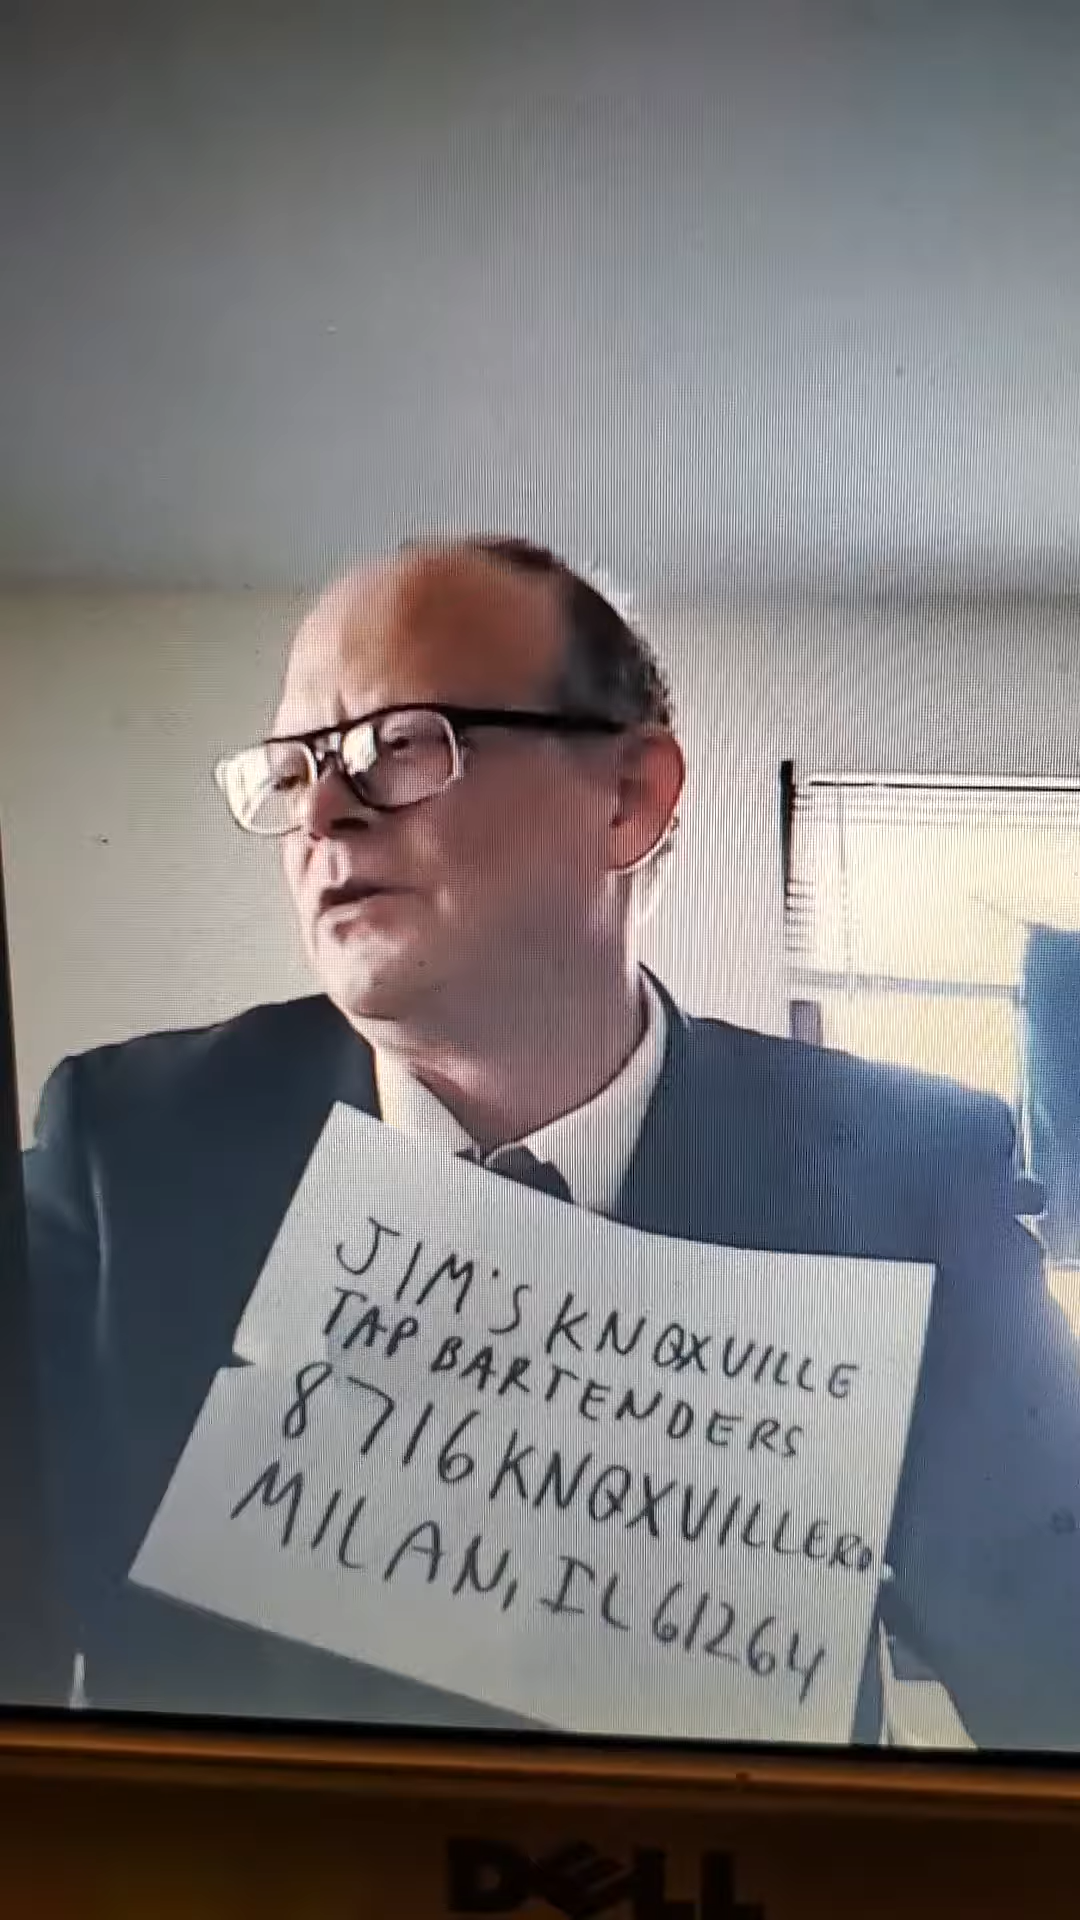 JIM'S KNOXVILLE
TAP BARTENDERS
8716 KNOXVILLE RD.
MILAN, IL 61264
DELL